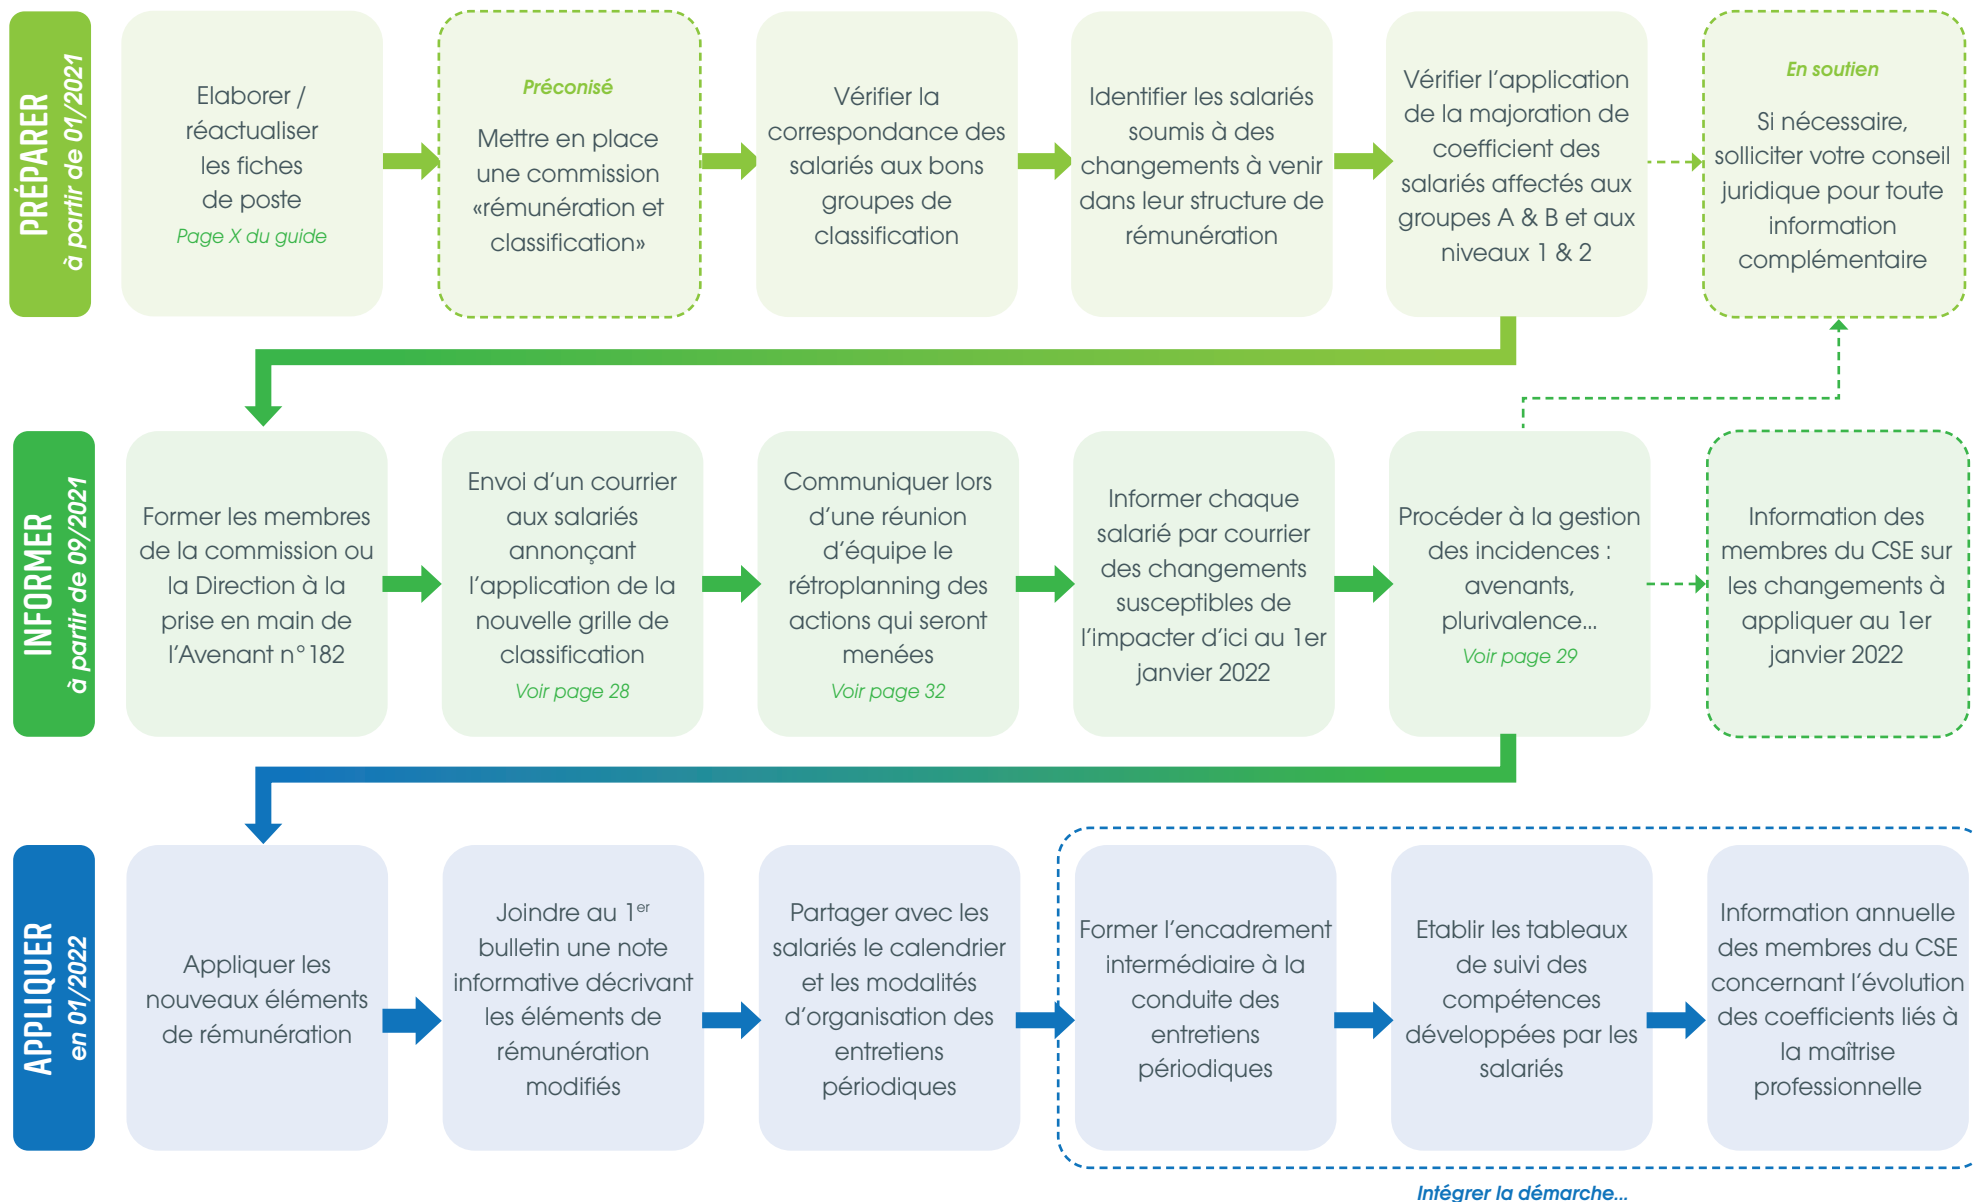 PRÉPARER
à partir de 01/2021
Elaborer /
réactualiser
les fiches
de poste
Page X du guide
Préconisé
Mettre en place
une commission
«rémunération et
classification»
Vérifier la
correspondance des
salariés aux bons
groupes de
classification
Identifier les salariés
soumis à des
changements à venir
dans leur structure de
rémunération
Vérifier l’application
de la majoration de
coefficient des
salariés affectés aux
groupes A & B et aux
niveaux 1 & 2
En soutien
Si nécessaire,
solliciter votre conseil
juridique pour toute
information
complémentaire
INFORMER
à partir de 09/2021
Former les membres
de la commission ou
la Direction à la
prise en main de
l’Avenant n°182
Envoi d’un courrier
aux salariés
annonçant
l’application de la
nouvelle grille de
classification
Voir page 28
Communiquer lors
d’une réunion
d’équipe le
rétroplanning des
actions qui seront
menées
Voir page 32
Informer chaque
salarié par courrier
des changements
susceptibles de
l’impacter d’ici au 1er
janvier 2022
Procéder à la gestion
des incidences :
avenants,
plurivalence...
Voir page 29
Information des
membres du CSE sur
les changements à
appliquer au 1er
janvier 2022
APPLIQUER
en 01/2022
Appliquer les
nouveaux éléments
de rémunération
Joindre au 1er
bulletin une note
informative décrivant
les éléments de
rémunération
modifiés
Partager avec les
salariés le calendrier
et les modalités
d’organisation des
entretiens
périodiques
Former l’encadrement
intermédiaire à la
conduite des
entretiens
périodiques
Etablir les tableaux
de suivi des
compétences
développées par les
salariés
Information annuelle
des membres du CSE
concernant l’évolution
des coefficients liés à
la maîtrise
professionnelle
Intégrer la démarche...